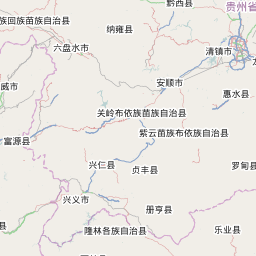 黔西县
贵州省
族回族苗族自治县
纳雍县
六盘水市
清镇市
安顺市
威市
惠水县
关岭布依族苗族自治县
紫云苗族布依族自治县
富源县
兴仁县
贞丰县
罗甸县
兴义市
册亨县
隆林各族自治县
乐业县